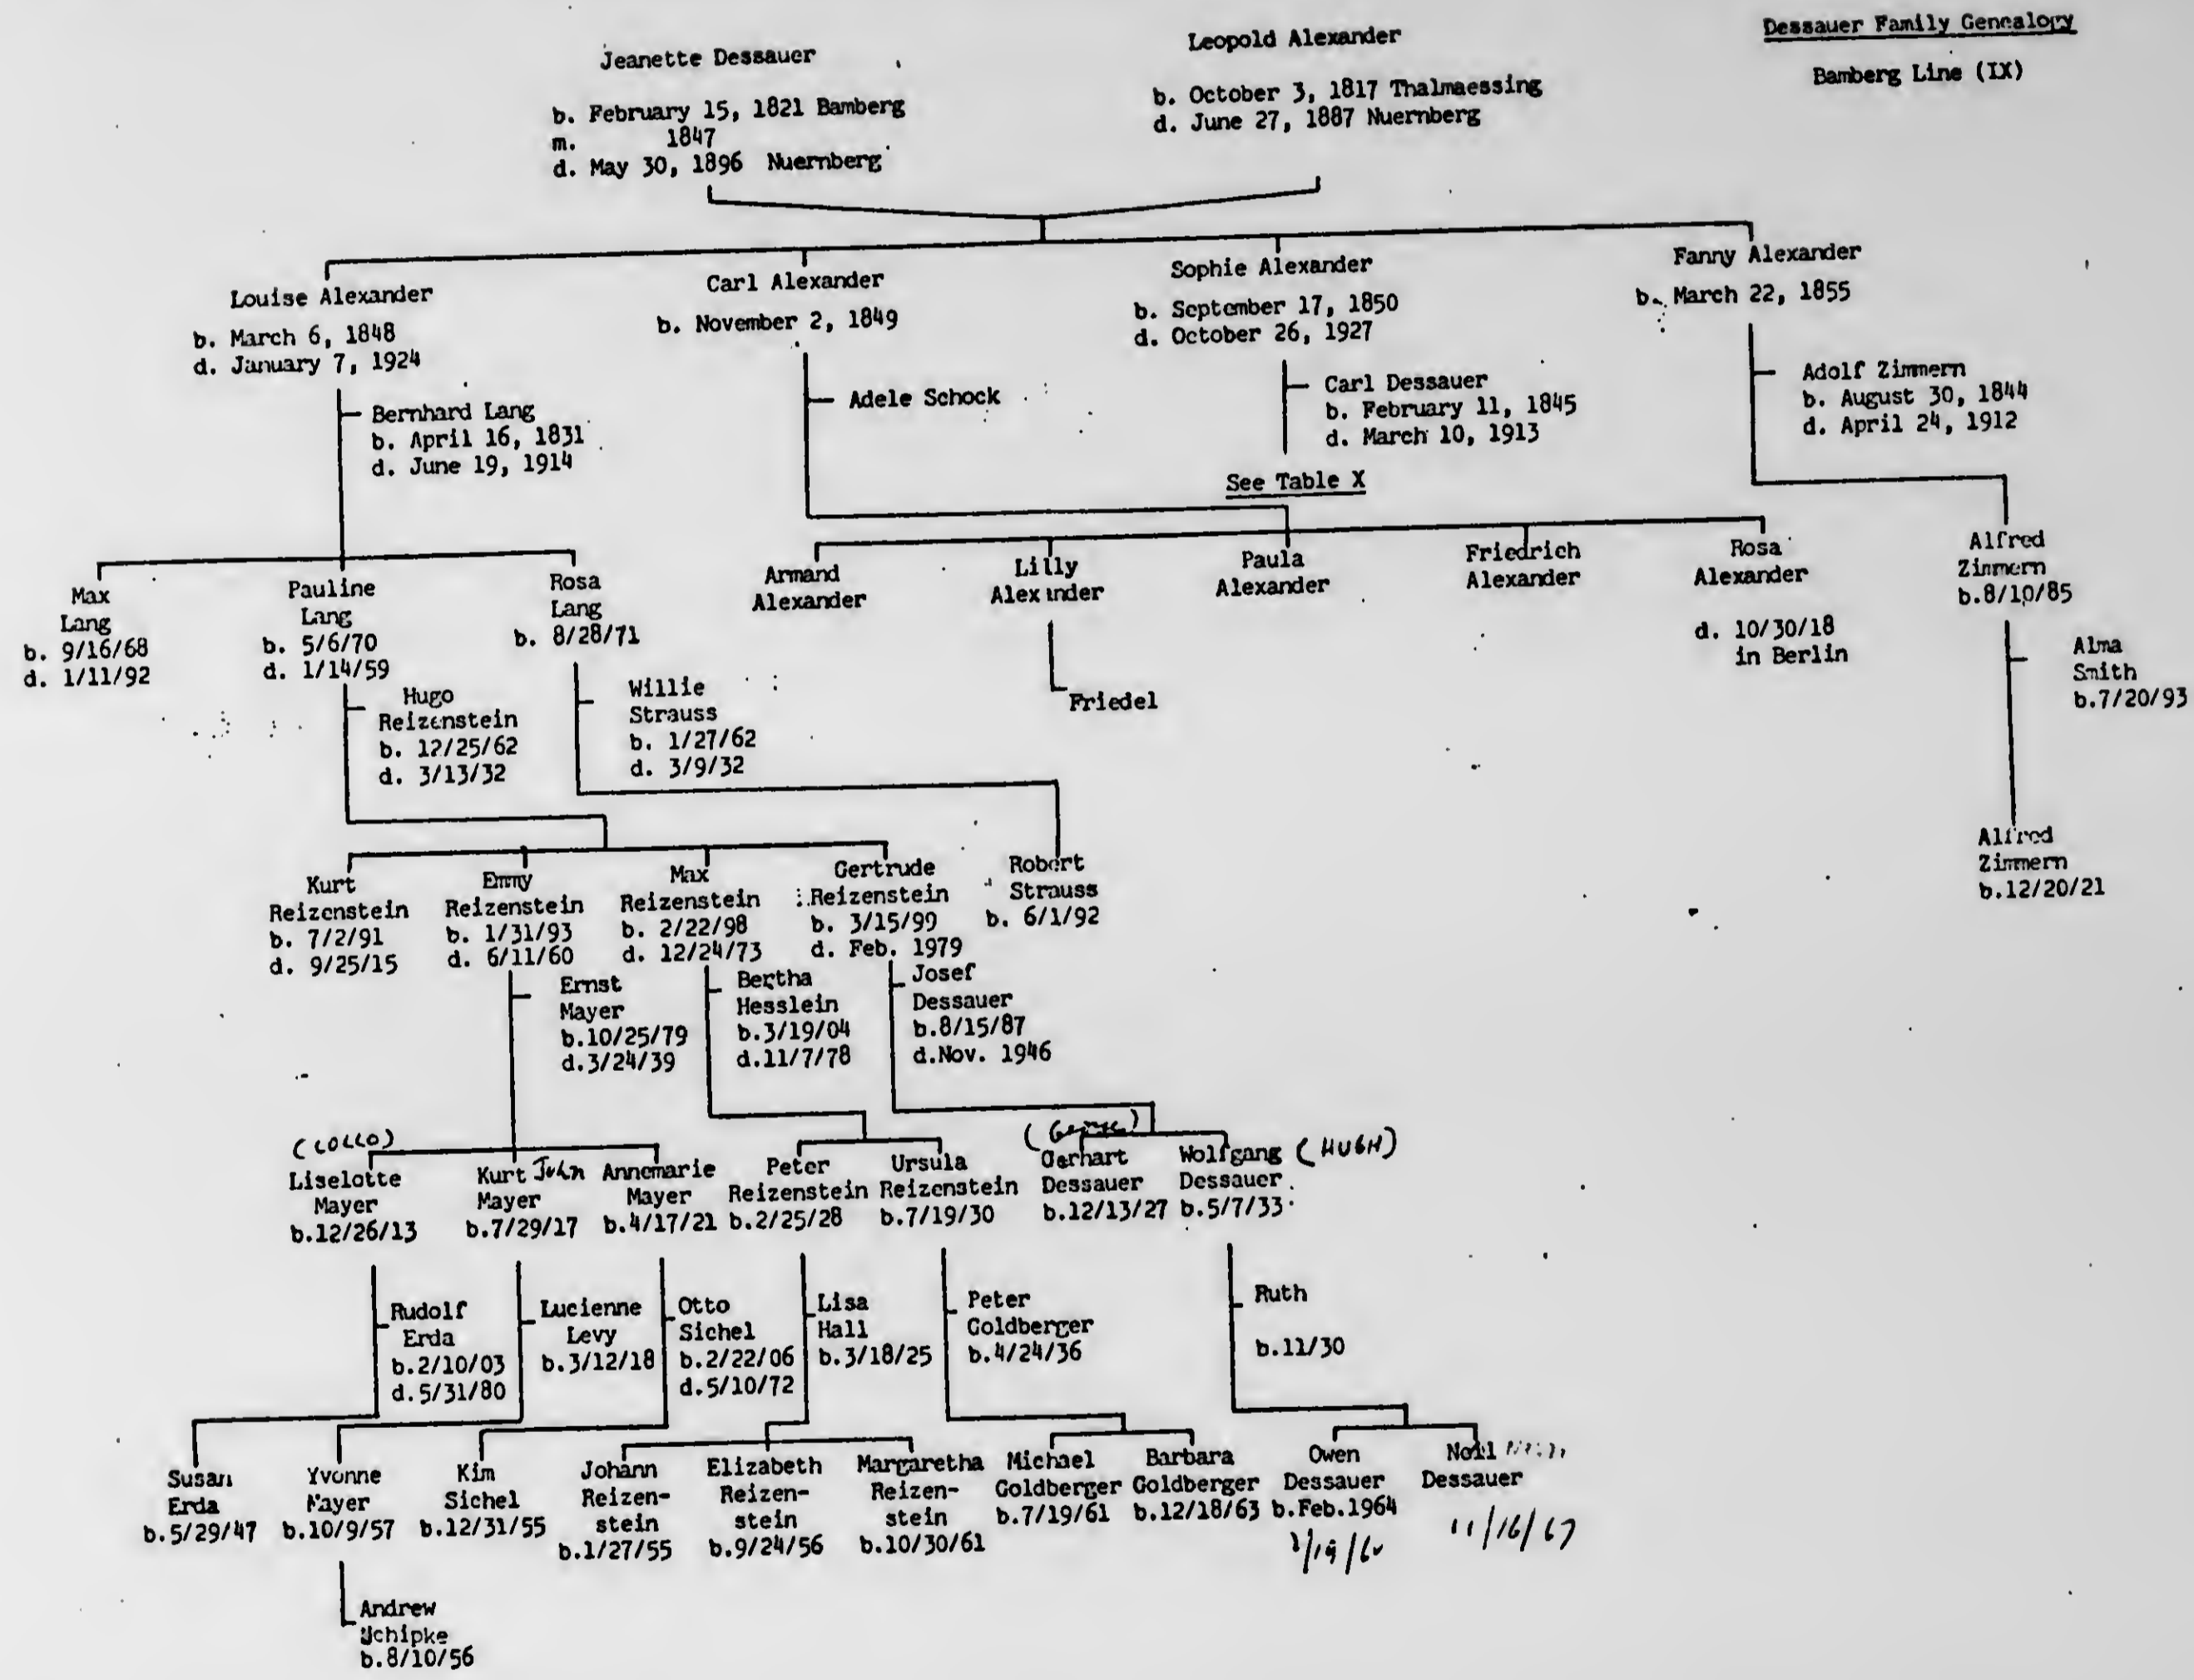 Dessauer Family Genealogy
Bamberg Line (IX)
Jeanette Dessauer
b. February 15, 1821 Bamberg
m. 1847
d. May 30, 1896 Nuernberg
Leopold Alexander
b. October 3, 1817 Thalmaessing
d. June 27, 1887 Nuernberg
Louise Alexander
b. March 6, 1848
d. January 7, 1924
Bernhard Lang
b. April 16, 1831
d. June 19, 1914
Carl Alexander
b. November 2, 1849
Adele Schock
Sophie Alexander
b. September 17, 1850
d. October 26, 1927
Carl Dessauer
b. February 11, 1845
d. March 10, 1913
See Table X
Fanny Alexander
b. March 22, 1855
Adolf Zimmern
b. August 30, 1844
d. April 24, 1912
Max
Lang
b. 9/16/68
d. 1/11/92
Pauline
Lang
b. 5/6/70
d. 1/14/59
Hugo
Reizenstein
b. 12/25/62
d. 3/13/32
Rosa
Lang
b. 8/28/71
Willie
Strauss
b. 1/27/62
d. 3/9/32
Armand
Alexander
Lilly
Alexander
Friedel
Paula
Alexander
Friedrich
Alexander
Rosa
Alexander
d. 10/30/18
in Berlin
Alfred
Zimmern
b.8/10/85
Alma
Smith
b.7/20/93
Alfred
Zimmern
b.12/20/21
Kurt
Reizenstein
b. 7/2/91
d. 9/25/15
Emmy
Reizenstein
b. 1/31/93
d. 6/11/60
Ernst
Mayer
b.10/25/79
d.3/24/39
Max
Reizenstein
b. 2/22/98
d. 12/24/73
Bertha
Hesslein
b.3/19/04
d.11/7/78
Gertrude
Reizenstein
b. 3/15/99
d. Feb. 1979
Josef
Dessauer
b.8/15/87
d.Nov. 1946
Robert
Strauss
b. 6/1/92
(LOLLO)
Liselotte
Mayer
b.12/26/13
Kurt John
Mayer
b.7/29/17
Annemarie
Mayer
b.4/17/21
Peter
Reizenstein
b.2/25/28
Ursula
Reizenstein
b.7/19/30
(George)
Gerhart
Dessauer
b.12/13/27
Wolfgang (HUGH)
Dessauer
b.5/7/33
Rudolf
Erda
b.2/10/03
d.5/31/80
Lucienne
Levy
b.3/12/18
Otto
Sichel
b.2/22/06
d.5/10/72
Lisa
Hall
b.3/18/25
Peter
Goldberger
b.4/24/36
Ruth
b.11/30
Susan
Erda
b.5/29/47
Yvonne
Mayer
b.10/9/57
Kim
Sichel
b.12/31/55
Johann
Reizen-
stein
b.1/27/55
Elizabeth
Reizen-
stein
b.9/24/56
Margaretha
Reizen-
stein
b.10/30/61
Michael
Goldberger
b.7/19/61
Barbara
Goldberger
b.12/18/63
Owen
Dessauer
b.Feb.1964
Dessauer
11/16/67
Andrew
b.8/10/56